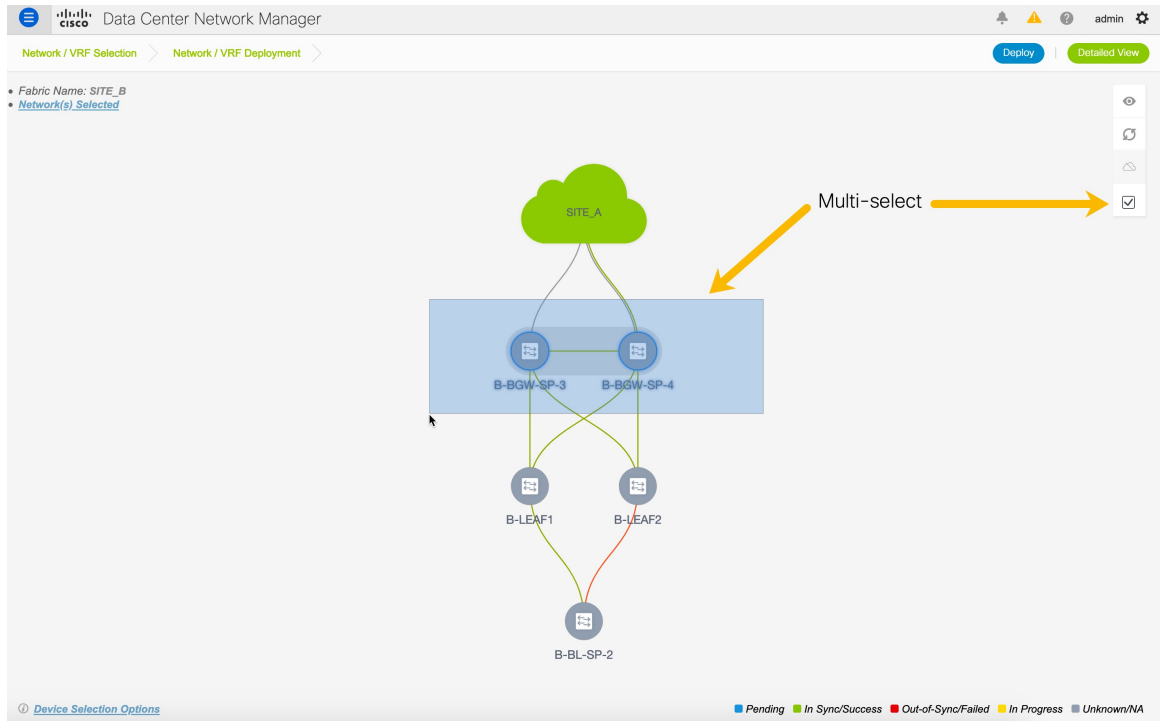 cisco Data Center Network Manager
admin
Network / VRF Selection
Network / VRF Deployment
Deploy
Detailed View
• Fabric Name: SITE_B
• Network(s) Selected
Multi-select
SITE_A
B-BGW-SP-3
B-BGW-SP-4
B-LEAF1
B-LEAF2
B-BL-SP-2
Device Selection Options
Pending In Sync/Success Out-of-Sync/Failed In Progress Unknown/NA